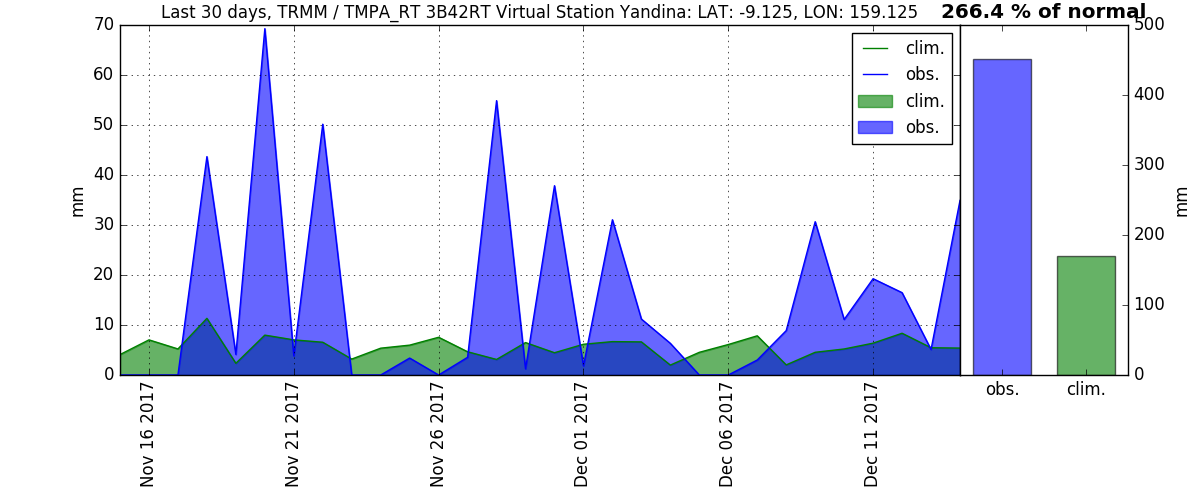 Last 30 days, TRMM / TMPA_RT 3B42RT Virtual Station Yandina: LAT: -9.125, LON: 159.125
266.4 % of normal
70
60
50
40
30
20
10
0
mm
clim.
obs.
clim.
obs.
Nov 16 2017
Nov 21 2017
Nov 26 2017
Dec 01 2017
Dec 06 2017
Dec 11 2017
500
400
300
200
100
0
mm
obs.
clim.